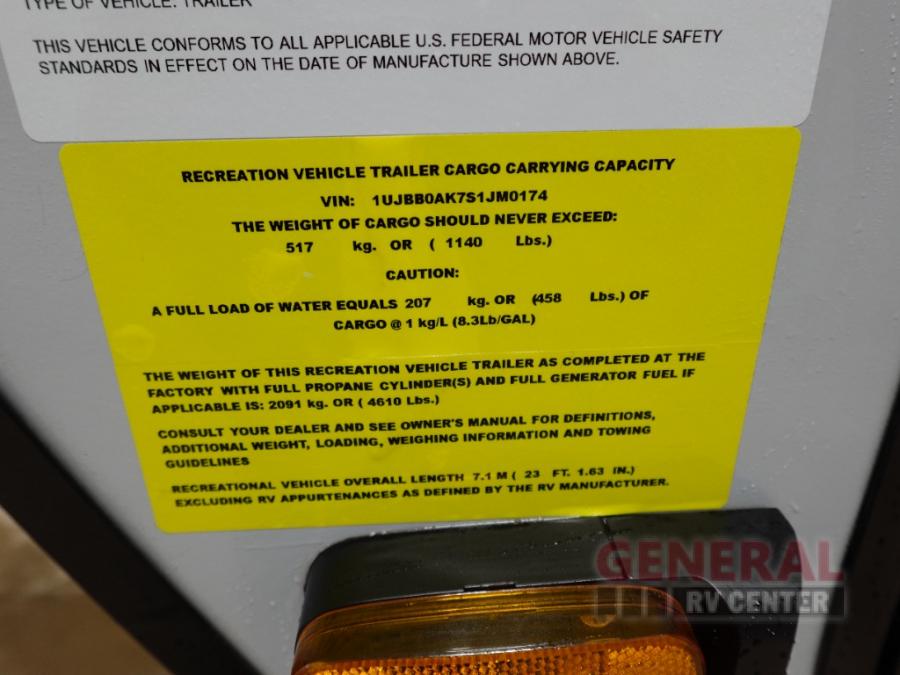 TYPE OF VEHICLE: TRAILER
THIS VEHICLE CONFORMS TO ALL APPLICABLE U.S. FEDERAL MOTOR VEHICLE SAFETY
STANDARDS IN EFFECT ON THE DATE OF MANUFACTURE SHOWN ABOVE.
RECREATION VEHICLE TRAILER CARGO CARRYING CAPACITY
VIN: 1UJBB0AK7S1JM0174
THE WEIGHT OF CARGO SHOULD NEVER EXCEED:
517 kg. OR ( 1140 Lbs.)
CAUTION:
A FULL LOAD OF WATER EQUALS 207 kg. OR (458 Lbs.) OF
CARGO @ 1 kg/L (8.3Lb/GAL)
THE WEIGHT OF THIS RECREATION VEHICLE TRAILER AS COMPLETED AT THE
FACTORY WITH FULL PROPANE CYLINDER(S) AND FULL GENERATOR FUEL IF
APPLICABLE IS: 2091 kg. OR ( 4610 Lbs.)
CONSULT YOUR DEALER AND SEE OWNER'S MANUAL FOR DEFINITIONS,
ADDITIONAL WEIGHT, LOADING, WEIGHING INFORMATION AND TOWING
GUIDELINES
RECREATIONAL VEHICLE OVERALL LENGTH 7.1 M ( 23 FT. 1.63 IN.)
EXCLUDING RV APPURTENANCES AS DEFINED BY THE RV MANUFACTURER.
GENERAL
RV CENTER